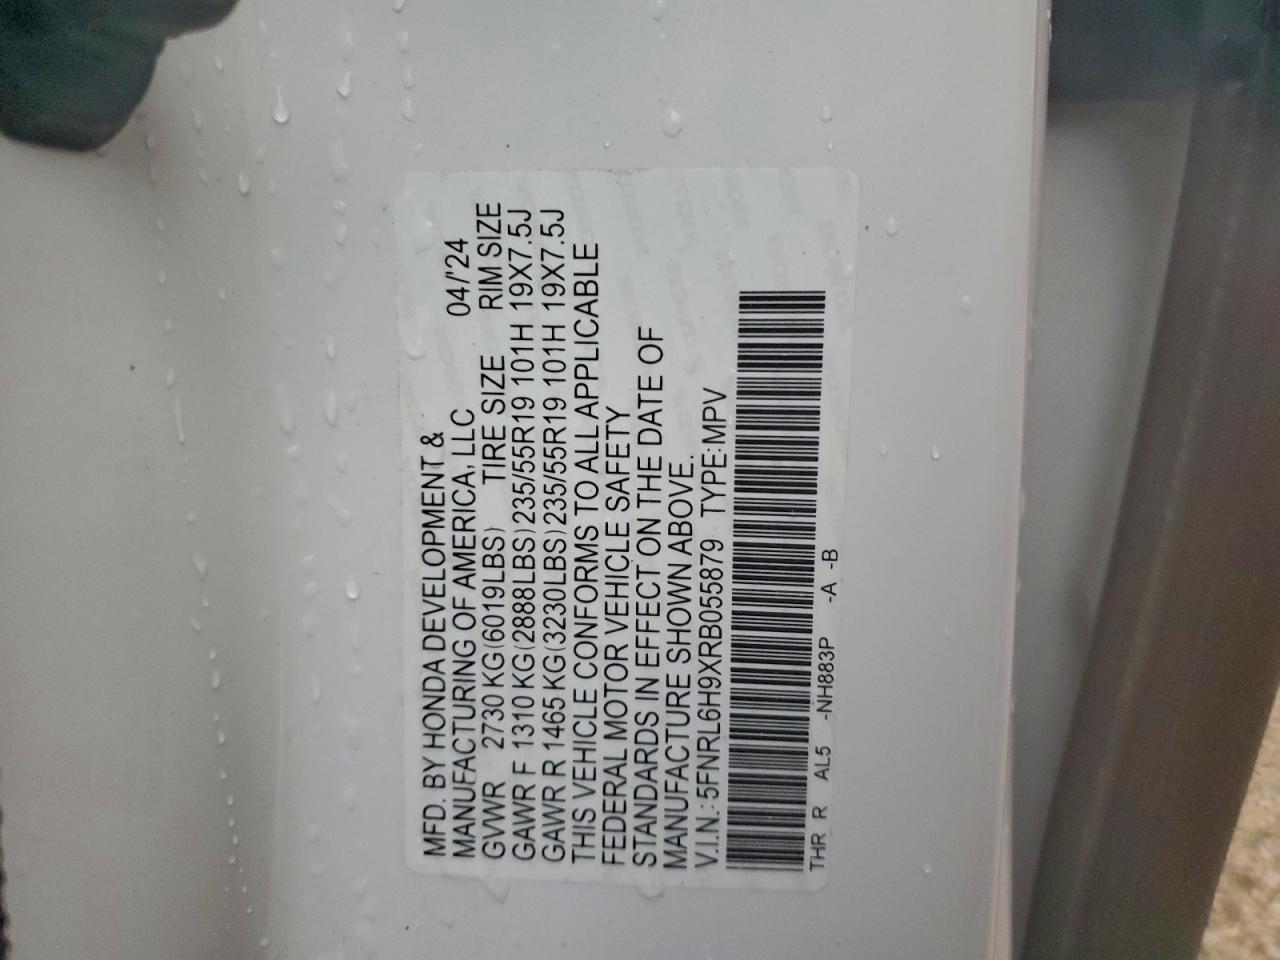 MFD. BY HONDA DEVELOPMENT &
MANUFACTURING OF AMERICA, LLC 04/'24
GVWR 2730 KG(6019LBS) TIRE SIZE RIM SIZE
GAWR F 1310 KG(2888LBS)235/55R19 101H 19X7.5J
GAWR R 1465 KG(3230LBS)235/55R19 101H 19X7.5J
THIS VEHICLE CONFORMS TO ALL APPLICABLE
FEDERAL MOTOR VEHICLE SAFETY
STANDARDS IN EFFECT ON THE DATE OF
MANUFACTURE SHOWN ABOVE.
V.I.N.:5FNRL6H9XRB055879 TYPE:MPV
THR R AL5 -NH883P -A -B